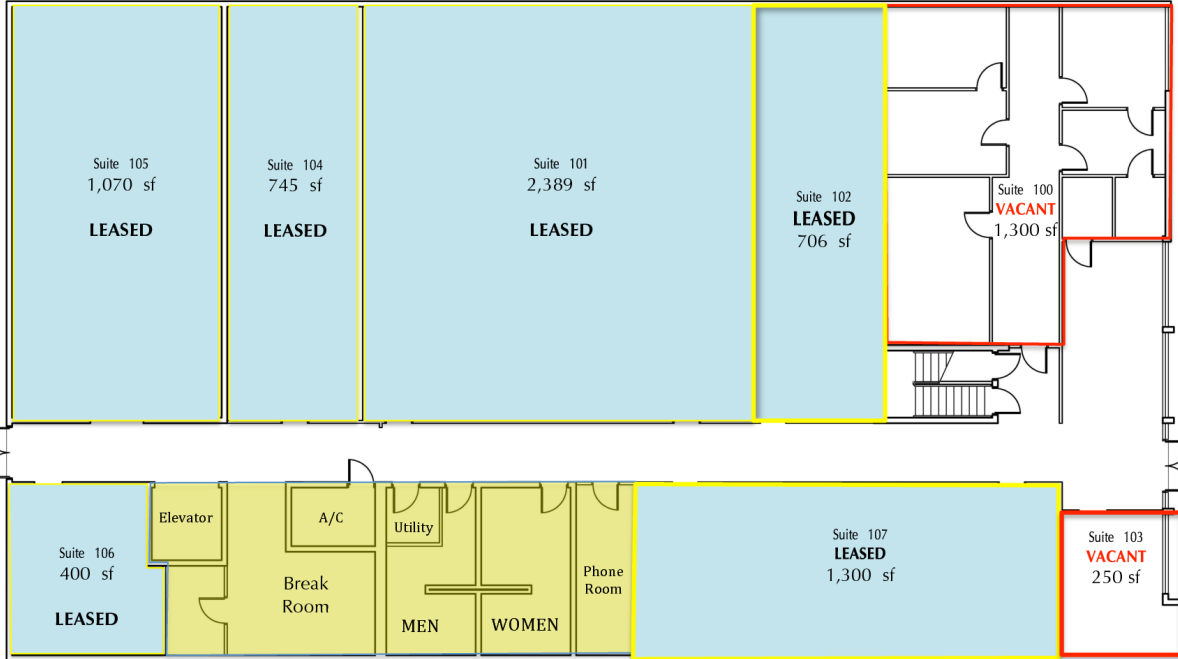 Suite 105
1,070 sf
LEASED
Suite 104
745 sf
LEASED
Suite 101
2,389 sf
LEASED
Suite 102
LEASED
706 sf
Suite 100
VACANT
1,300 sf
Suite 106
400 sf
LEASED
Elevator
A/C
Break
Room
Utility
MEN
WOMEN
Phone
Room
Suite 107
LEASED
1,300 sf
Suite 103
VACANT
250 sf